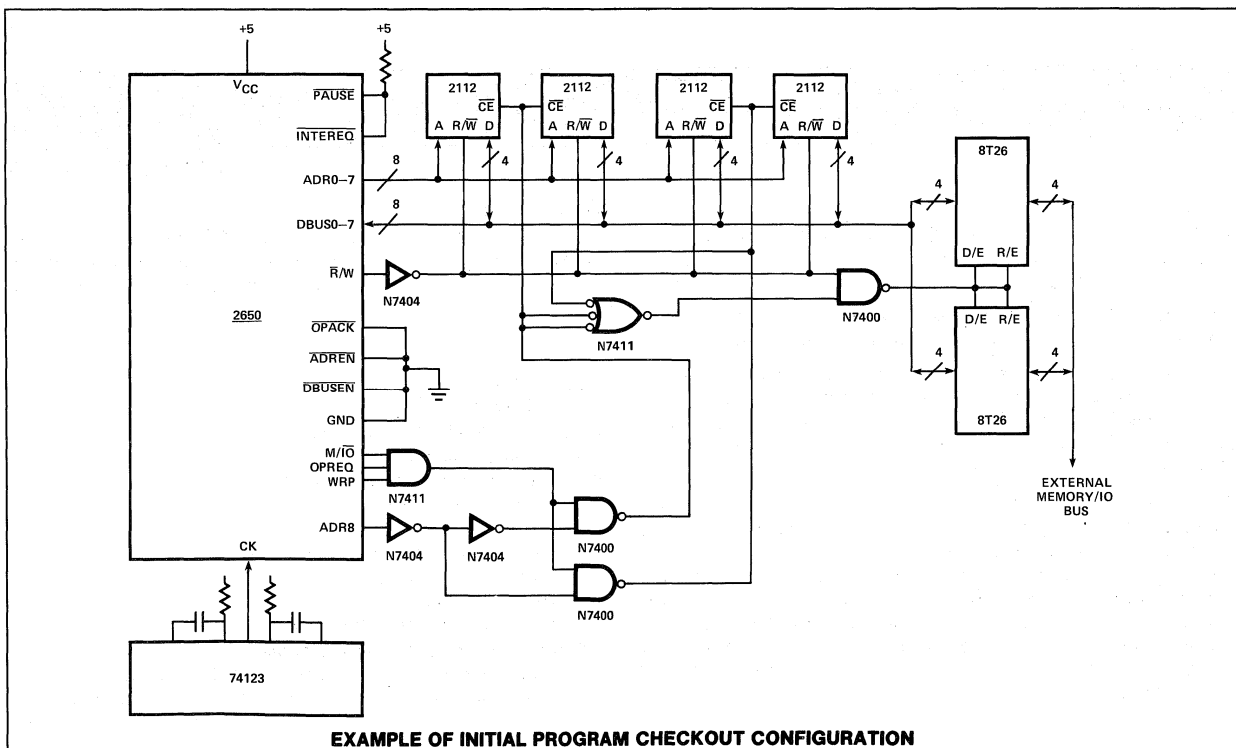 +5
+5
VCC
PAUSE
INTEREQ
ADR0–7
8
DBUS0–7
8
R̅/W
N7404
2650
OPACK
ADREN
DBUSEN
GND
M/IO
OPREQ
WRP
N7411
ADR8
N7404
N7404
CK
74123
2112
CE
A R/W D
4
2112
CE
A R/W D
4
2112
CE
A R/W D
4
2112
CE
A R/W D
4
N7411
N7400
N7400
N7400
8T26
4
4
D/E R/E
D/E R/E
4
4
8T26
EXTERNAL
MEMORY/IO
BUS
EXAMPLE OF INITIAL PROGRAM CHECKOUT CONFIGURATION